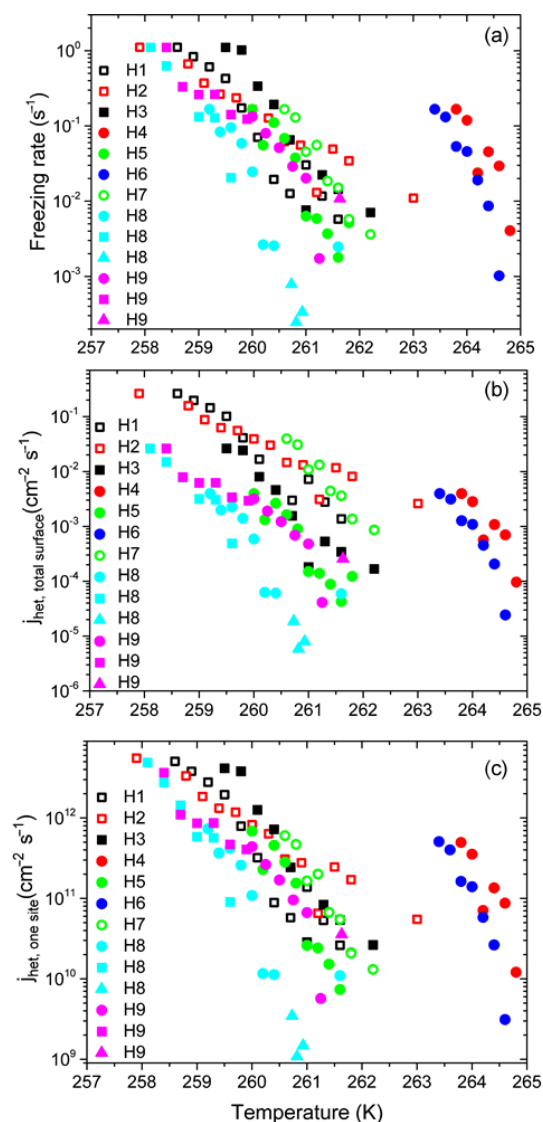 (a)
Freezing rate (s⁻¹)
10⁰
10⁻¹
10⁻²
10⁻³
H1
H2
H3
H4
H5
H6
H7
H8
H8
H8
H9
H9
H9
257 258 259 260 261 262 263 264 265
(b)
j_het, total surface (cm⁻² s⁻¹)
10⁻¹
10⁻²
10⁻³
10⁻⁴
10⁻⁵
10⁻⁶
H1
H2
H3
H4
H5
H6
H7
H8
H8
H8
H9
H9
H9
257 258 259 260 261 262 263 264 265
(c)
j_het, one site (cm⁻² s⁻¹)
10¹²
10¹¹
10¹⁰
10⁹
H1
H2
H3
H4
H5
H6
H7
H8
H8
H8
H9
H9
H9
257 258 259 260 261 262 263 264 265
Temperature (K)